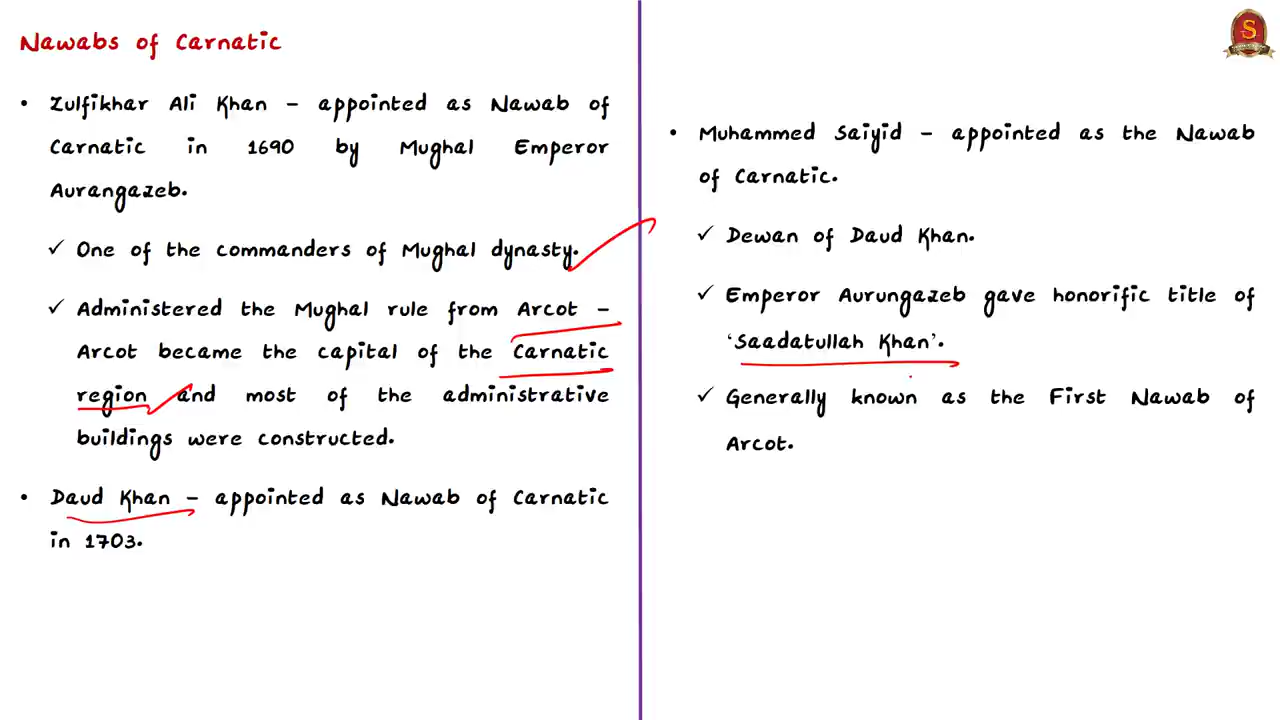 Nawabs of Carnatic
• Zulfikhar Ali Khan – appointed as Nawab of
Carnatic in 1690 by Mughal Emperor
Aurangazeb.
✓ One of the commanders of Mughal dynasty.
✓ Administered the Mughal rule from Arcot –
Arcot became the capital of the Carnatic
region and most of the administrative
buildings were constructed.
• Daud Khan – appointed as Nawab of Carnatic
in 1703.
• Muhammed Saiyid – appointed as the Nawab
of Carnatic.
✓ Dewan of Daud Khan.
✓ Emperor Aurungazeb gave honorific title of
‘Saadatullah Khan’.
✓ Generally known as the First Nawab of
Arcot.
S